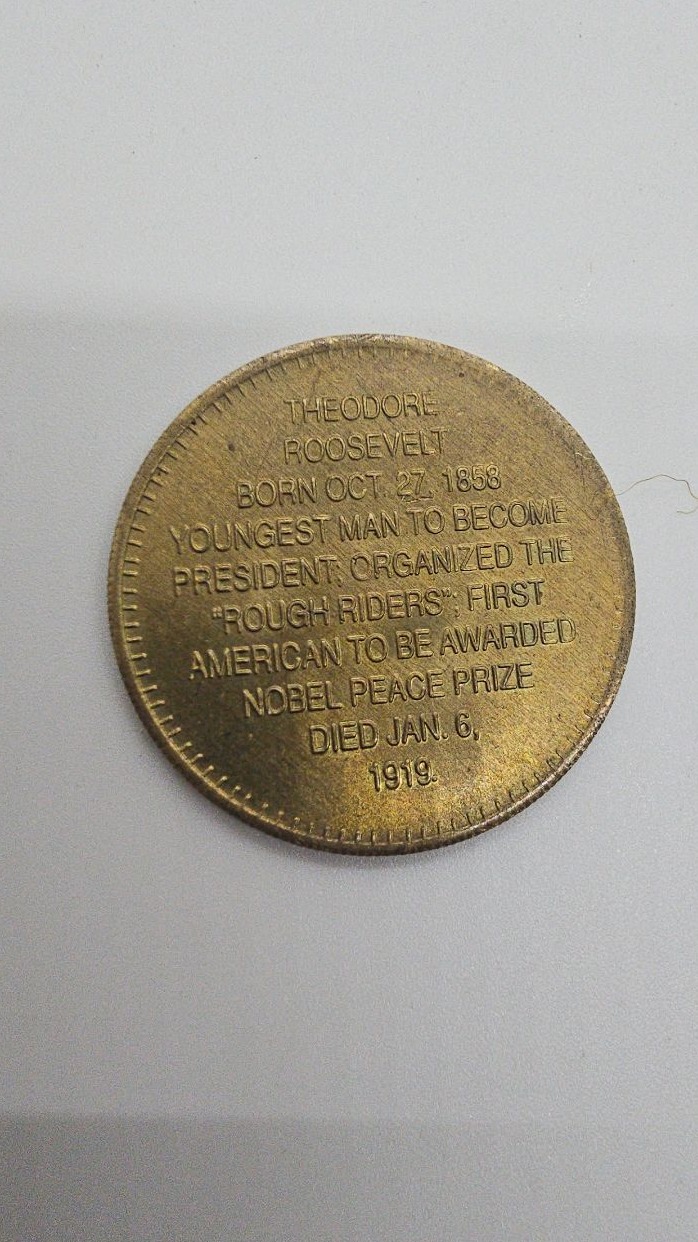 THEODORE
ROOSEVELT
BORN OCT. 27, 1858
YOUNGEST MAN TO BECOME
PRESIDENT; ORGANIZED THE
"ROUGH RIDERS"; FIRST
AMERICAN TO BE AWARDED
NOBEL PEACE PRIZE
DIED JAN. 6,
1919.